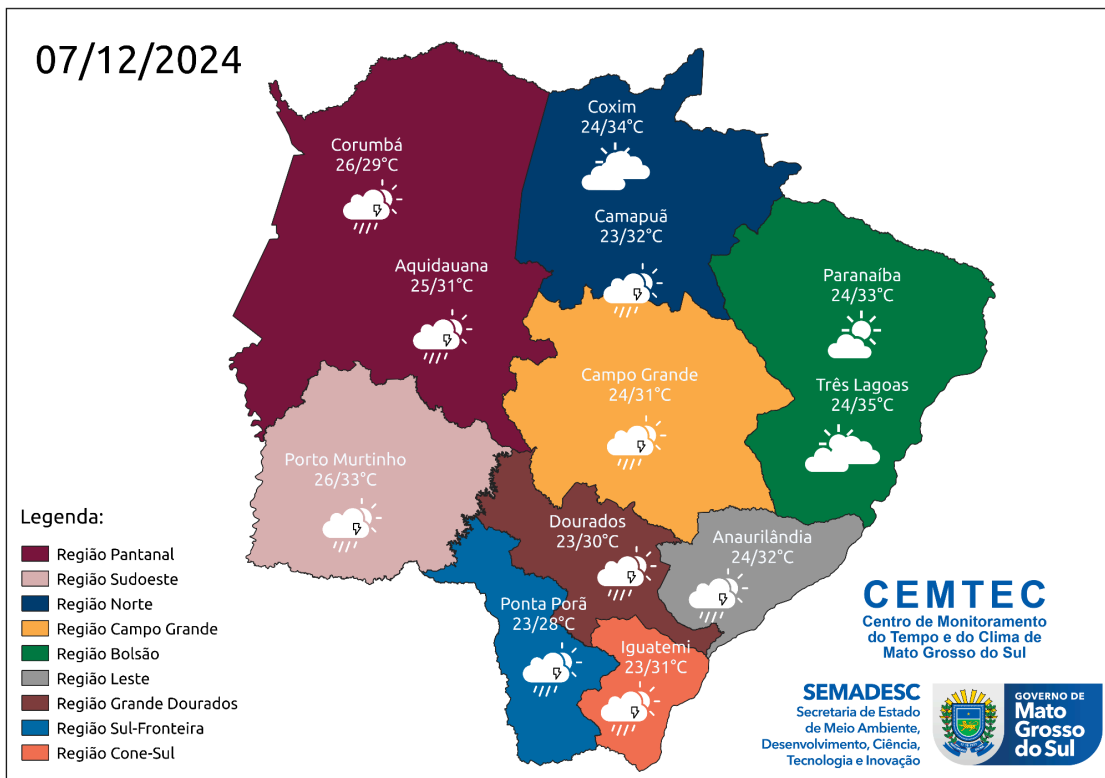 07/12/2024
Coxim
24/34°C
Corumbá
26/29°C
Camapuã
23/32°C
Aquidauana
25/31°C
Paranaíba
24/33°C
Campo Grande
24/31°C
Três Lagoas
24/35°C
Porto Murtinho
26/33°C
Dourados
23/30°C
Anaurilândia
24/32°C
Ponta Porã
23/28°C
Iguatemi
23/31°C
Legenda:
Região Pantanal
Região Sudoeste
Região Norte
Região Campo Grande
Região Bolsão
Região Leste
Região Grande Dourados
Região Sul-Fronteira
Região Cone-Sul
CEMTEC
Centro de Monitoramento
do Tempo e do Clima de
Mato Grosso do Sul
SEMADESC
Secretaria de Estado
de Meio Ambiente,
Desenvolvimento, Ciência,
Tecnologia e Inovação
GOVERNO DE
Mato
Grosso
do Sul